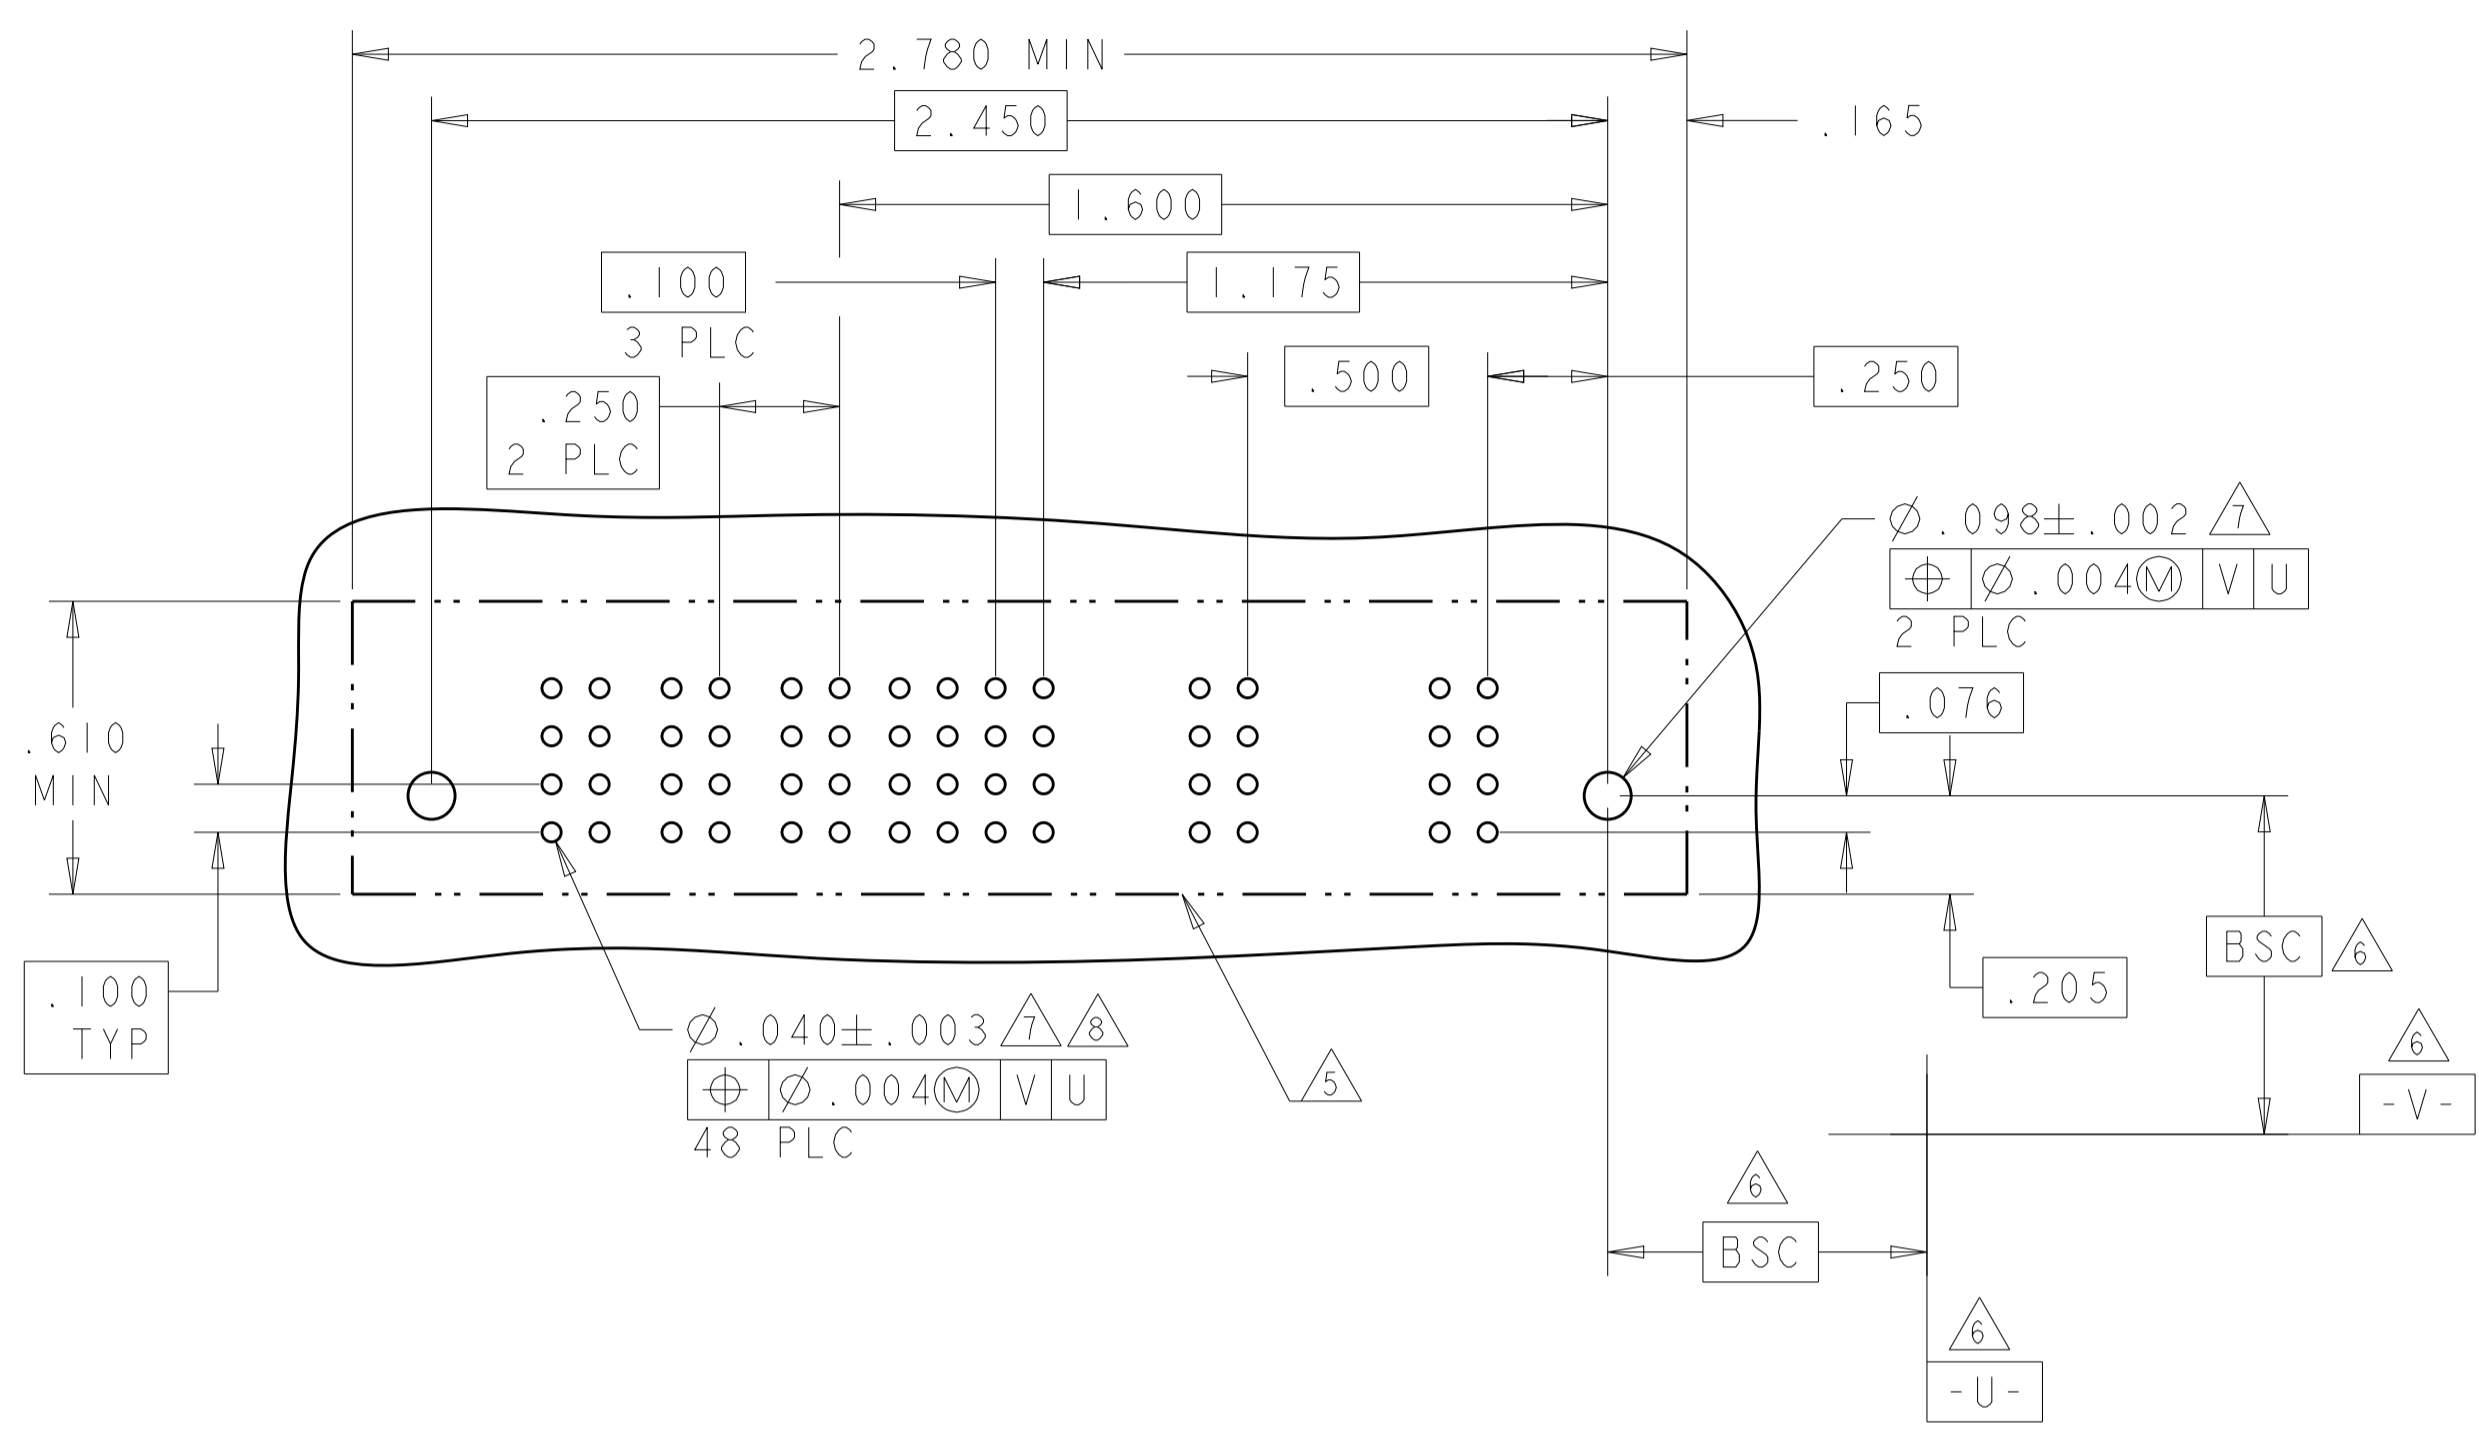 2.780 MIN
2.450
.165
1.600
.100
3 PLC
1.175
.250
2 PLC
.500
.250
⌀.098±.002 7
⌖ ⌀.004Ⓜ V U
2 PLC
.076
.610
MIN
.100
TYP
⌀.040±.003 7 8
⌖ ⌀.004Ⓜ V U
48 PLC
5
BSC 6
.205
6
-V-
6
BSC
6
-U-